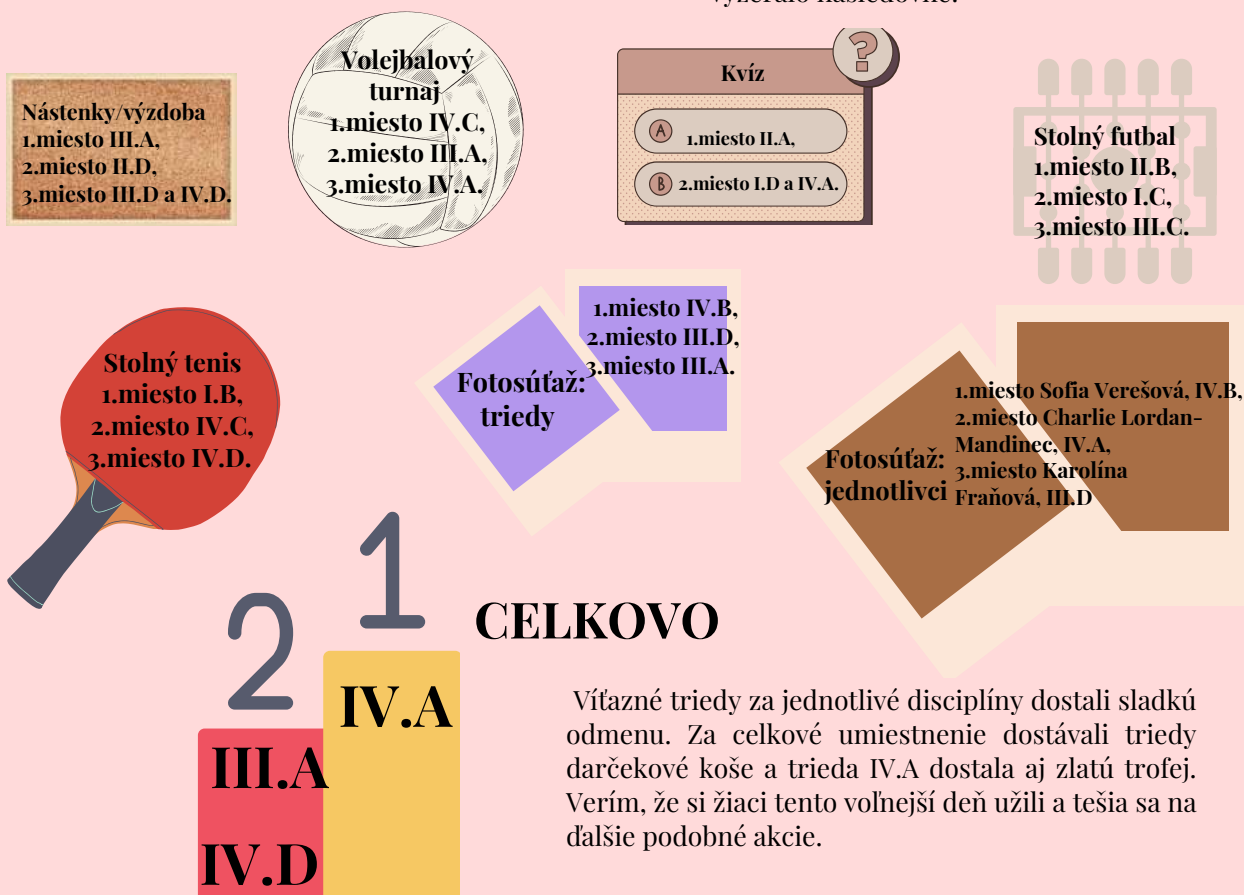 Nástenky/výzdoba
1.miesto III.A,
2.miesto II.D,
3.miesto III.D a IV.D.
Volejbalový
turnaj
1.miesto IV.C,
2.miesto III.A,
3.miesto IV.A.
Kvíz
?
A
1.miesto II.A,
B
2.miesto I.D a IV.A.
Stolný futbal
1.miesto II.B,
2.miesto I.C,
3.miesto III.C.
Stolný tenis
1.miesto I.B,
2.miesto IV.C,
3.miesto IV.D.
Fotosúťaž:
triedy
1.miesto IV.B,
2.miesto III.D,
3.miesto III.A.
Fotosúťaž:
jednotlivci
1.miesto Sofia Verešová, IV.B,
2.miesto Charlie Lordan-
Mandinec, IV.A,
3.miesto Karolína
Fraňová, III.D
CELKOVO
1
IV.A
2
III.A
IV.D
Víťazné triedy za jednotlivé disciplíny dostali sladkú
odmenu. Za celkové umiestnenie dostávali triedy
darčekové koše a trieda IV.A dostala aj zlatú trofej.
Verím, že si žiaci tento voľnejší deň užili a tešia sa na
ďalšie podobné akcie.